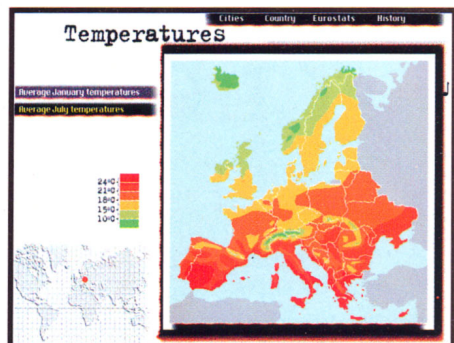 Cities Country Eurostats History
Temperatures
Average January temperatures
Average July temperatures
24°C
21°C
18°C
15°C
10°C